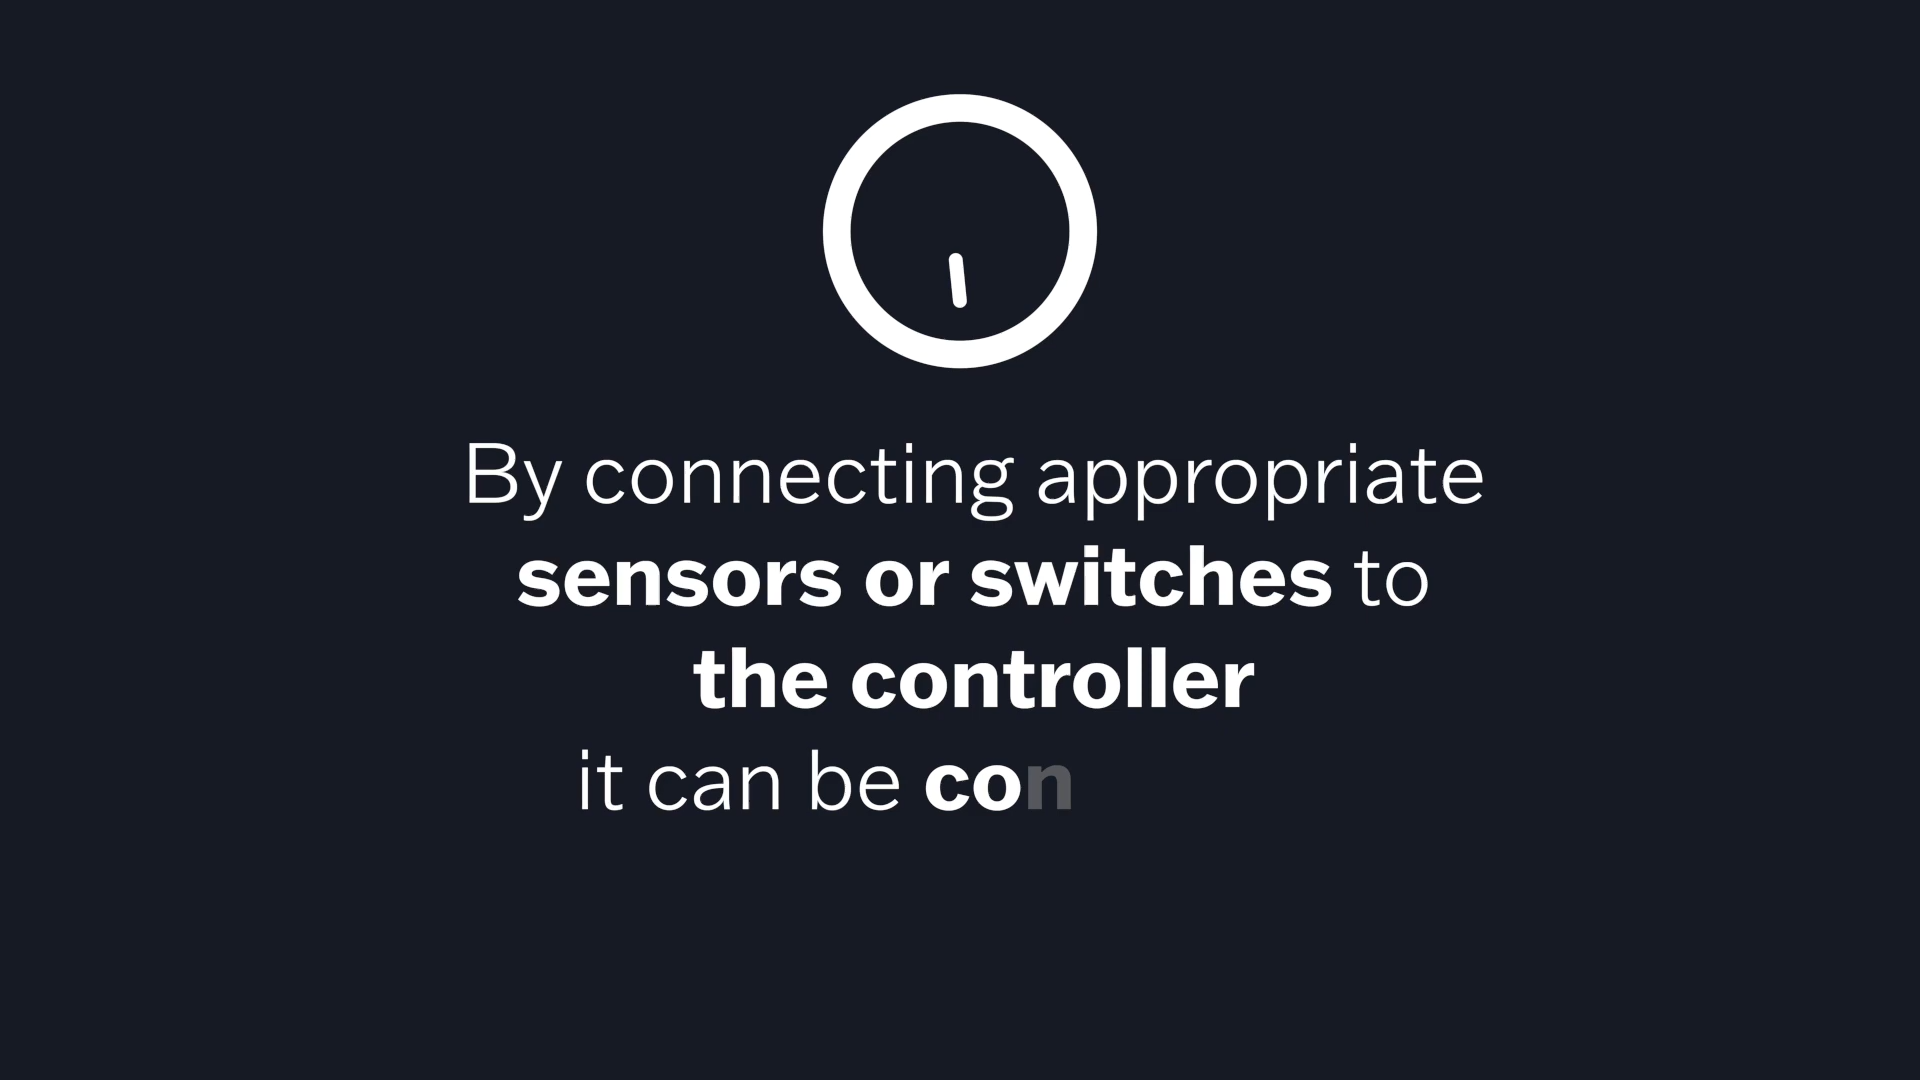 By connecting appropriate
sensors or switches to
the controller
it can be con